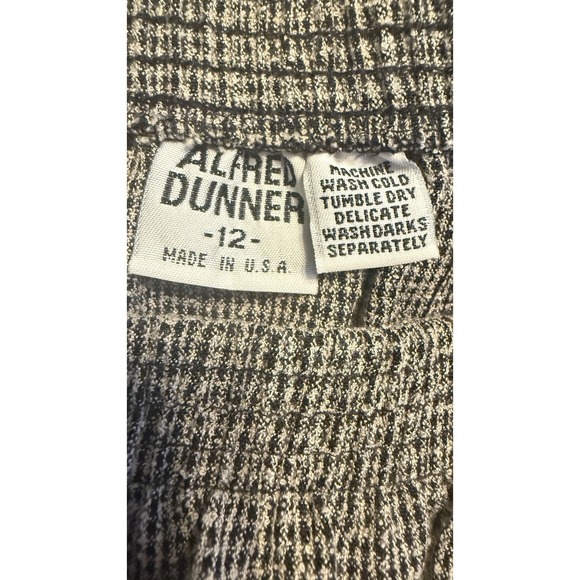 ALFRED
DUNNER
-12-
MADE IN U.S.A.
MACHINE
WASH COLD
TUMBLE DRY
DELICATE
WASH DARKS
SEPARATELY